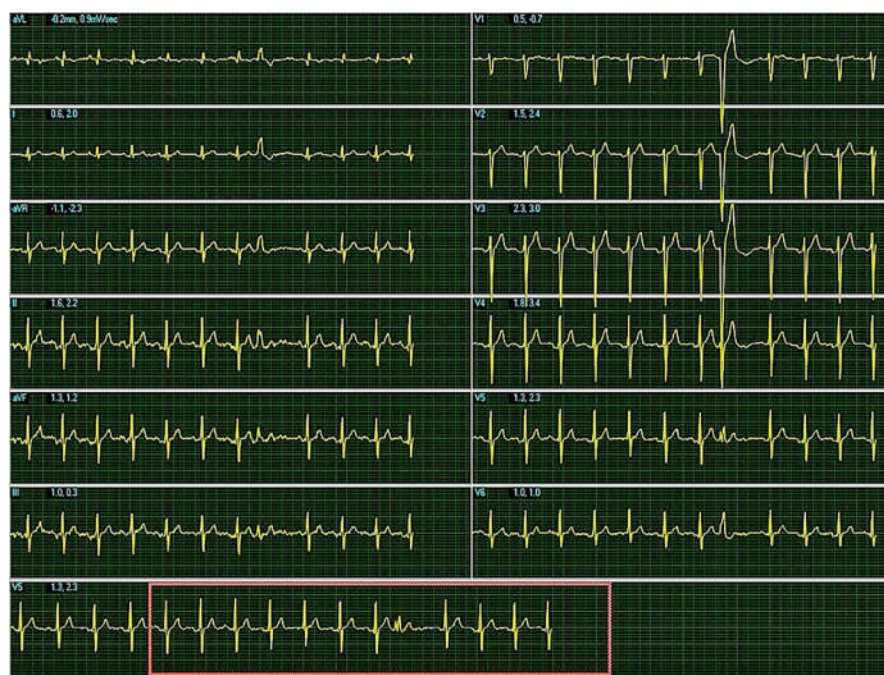 aVL -0.2mm, 0.9mV/sec
V1 0.5, -0.7
I 0.6, 2.0
V2 1.5, 2.4
aVR -1.1, -2.3
V3 2.3, 3.0
II 1.6, 2.2
V4 1.8, 3.4
aVF 1.3, 1.2
V5 1.3, 2.3
III 1.0, 0.3
V6 1.0, 1.0
V5 1.3, 2.3